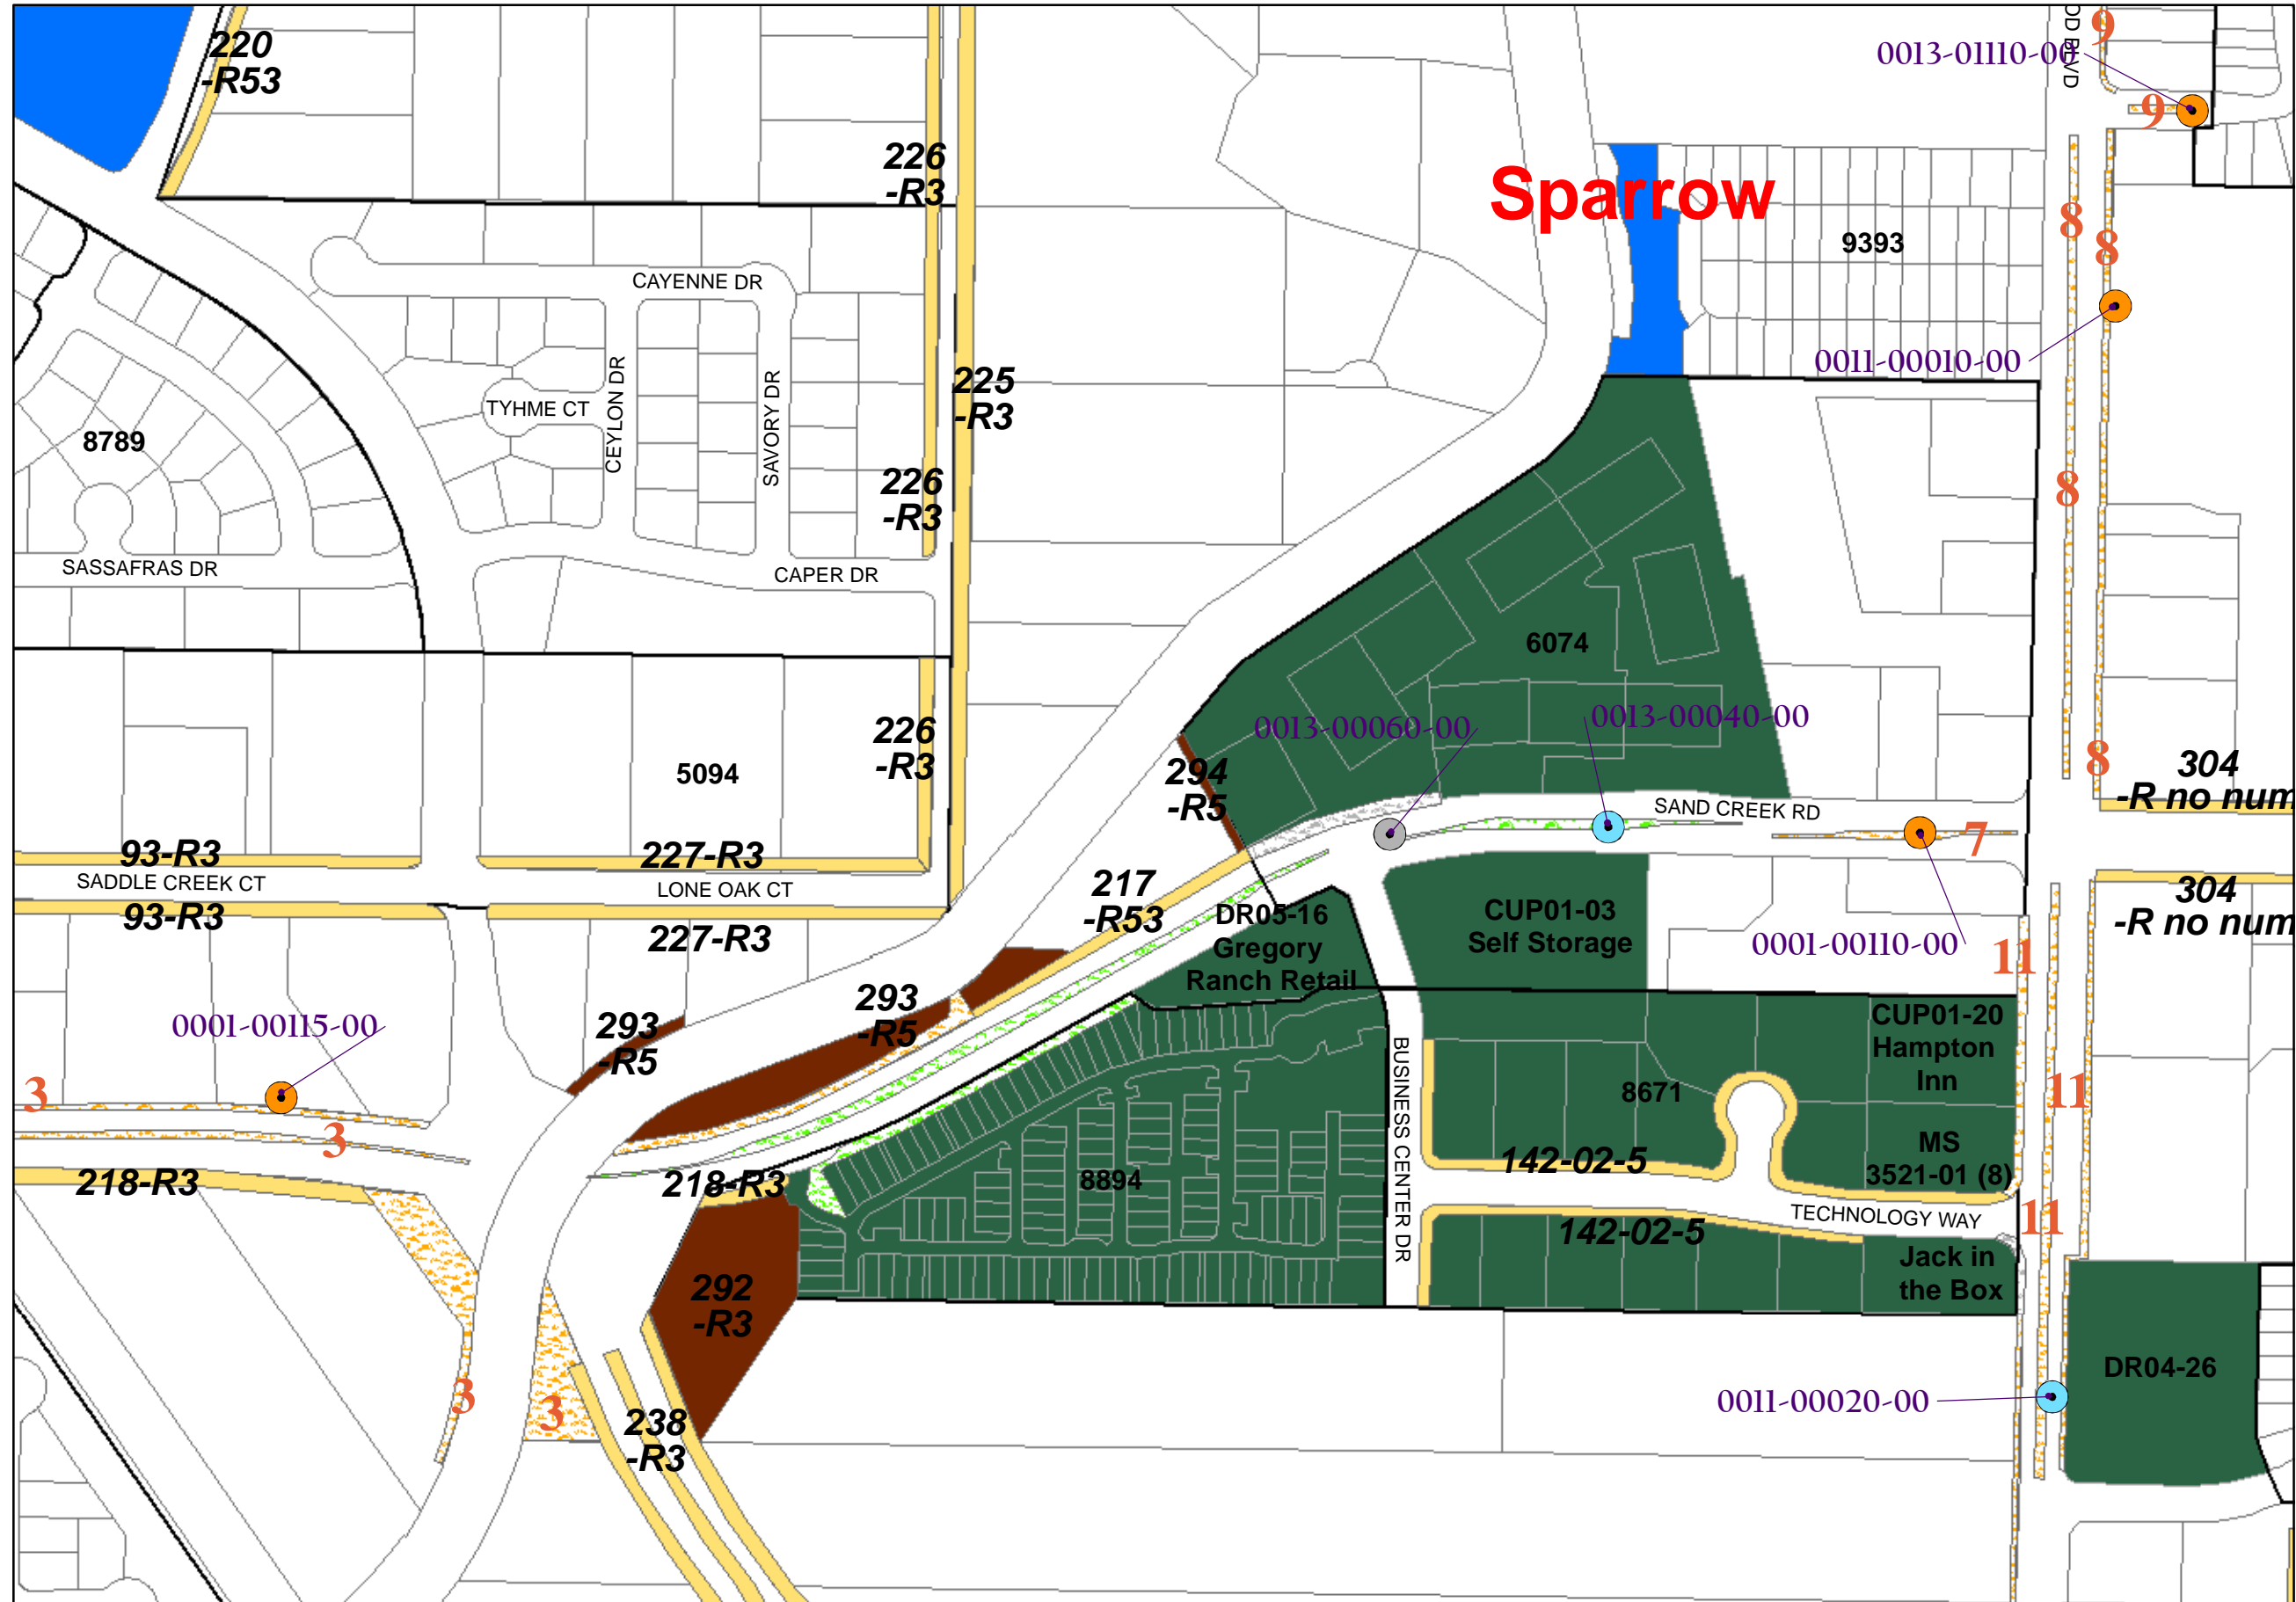 220
-R53
OD BLVD
9
0013-01110-00
9
226
-R3
Sparrow
9393
8
8
CAYENNE DR
0011-00010-00
225
-R3
TYHME CT
CEYLON DR
SAVORY DR
8789
226
-R3
8
SASSAFRAS DR
CAPER DR
6074
0013-00060-00
0013-00040-00
226
-R3
5094
294
-R5
8
304
-R no num
SAND CREEK RD
7
93-R3
227-R3
SADDLE CREEK CT
LONE OAK CT
217
-R53
93-R3
227-R3
DR05-16
Gregory
Ranch Retail
CUP01-03
Self Storage
0001-00110-00
11
304
-R no num
293
-R5
293
-R5
0001-00115-00
CUP01-20
Hampton
Inn
3
3
BUSINESS CENTER DR
8671
11
218-R3
218-R3
8894
142-02-5
MS
3521-01 (8)
142-02-5
TECHNOLOGY WAY
11
Jack in
the Box
292
-R3
DR04-26
3
3
238
-R3
0011-00020-00